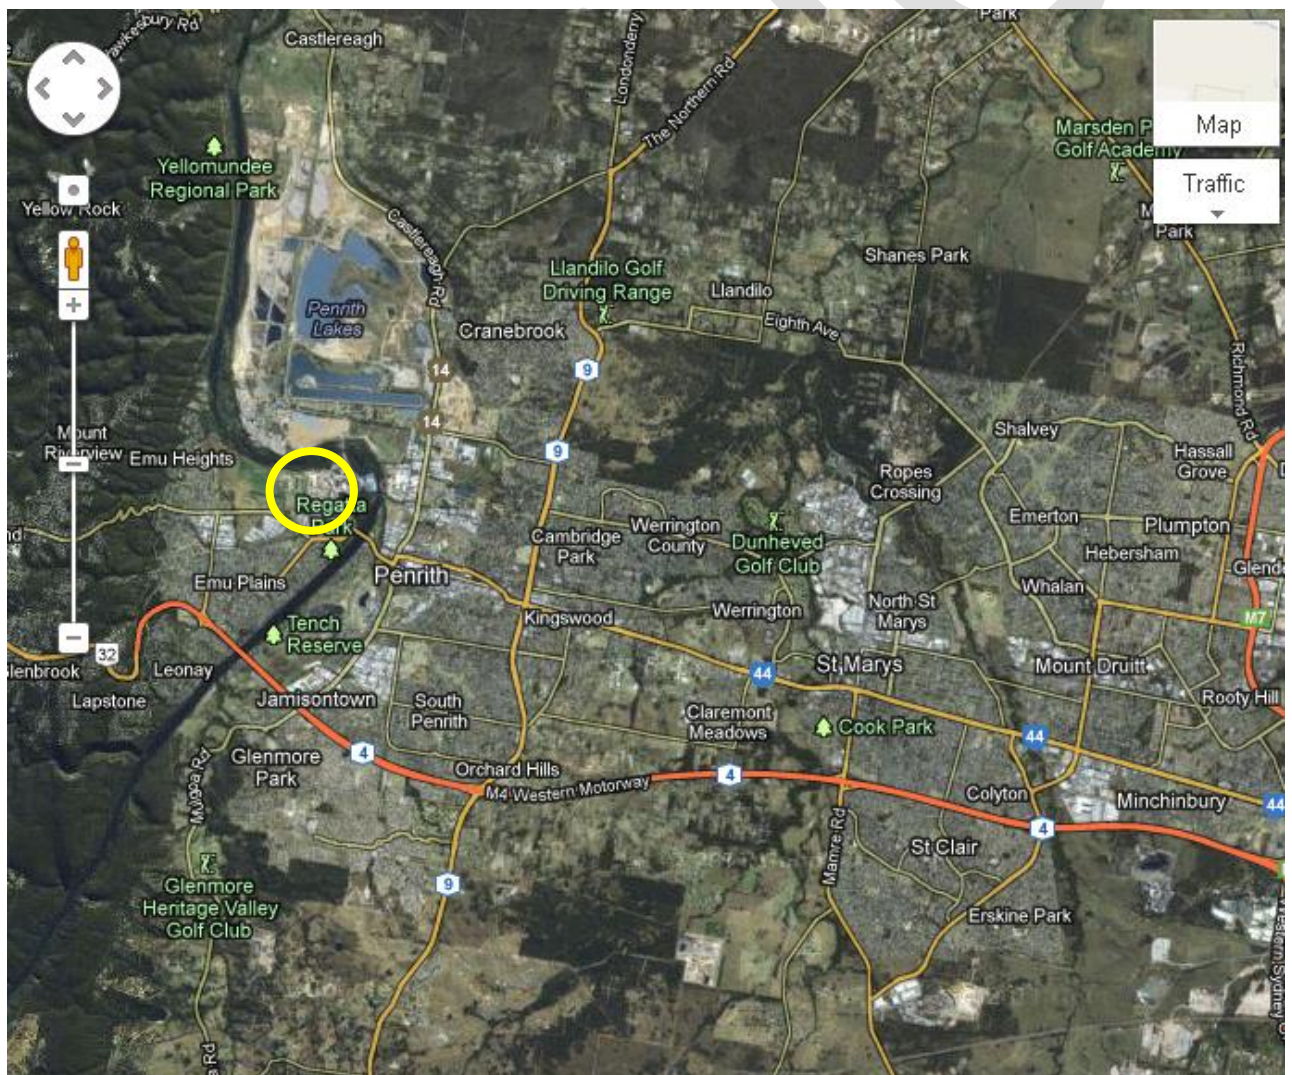 Hawkesbury Rd
Castlereagh
Londonderry
The Northern Rd
Park
Map
Traffic
Marsden P
Golf Academy
Park
Yellomundee
Regional Park
Yellow Rock
Castlereagh Rd
Shanes Park
Llandilo Golf
Driving Range
Llandilo
Penrith
Lakes
Cranebrook
Eighth Ave
Richmond Rd
14
9
14
9
Mount
Riverview
Emu Heights
Shalvey
Hassall
Grove
Ropes
Crossing
Regatta
Park
Emerton
Plumpton
Cambridge
Park
Werrington
County
Dunheved
Golf Club
Hebersham
Glende
Emu Plains
Penrith
Whalan
Kingswood
Werrington
North St
Marys
M7
Tench
Reserve
32
Glenbrook
Leonay
Lapstone
Jamisontown
South
Penrith
44
St Marys
Mount Druitt
Rooty Hill
Claremont
Meadows
Cook Park
44
Mulgoa Rd
Glenmore
Park
4
Orchard Hills
M4 Western Motorway
4
Colyton
Minchinbury
44
4
Mamre Rd
St Clair
9
Glenmore
Heritage Valley
Golf Club
Erskine Park
Western Sydney
Rd